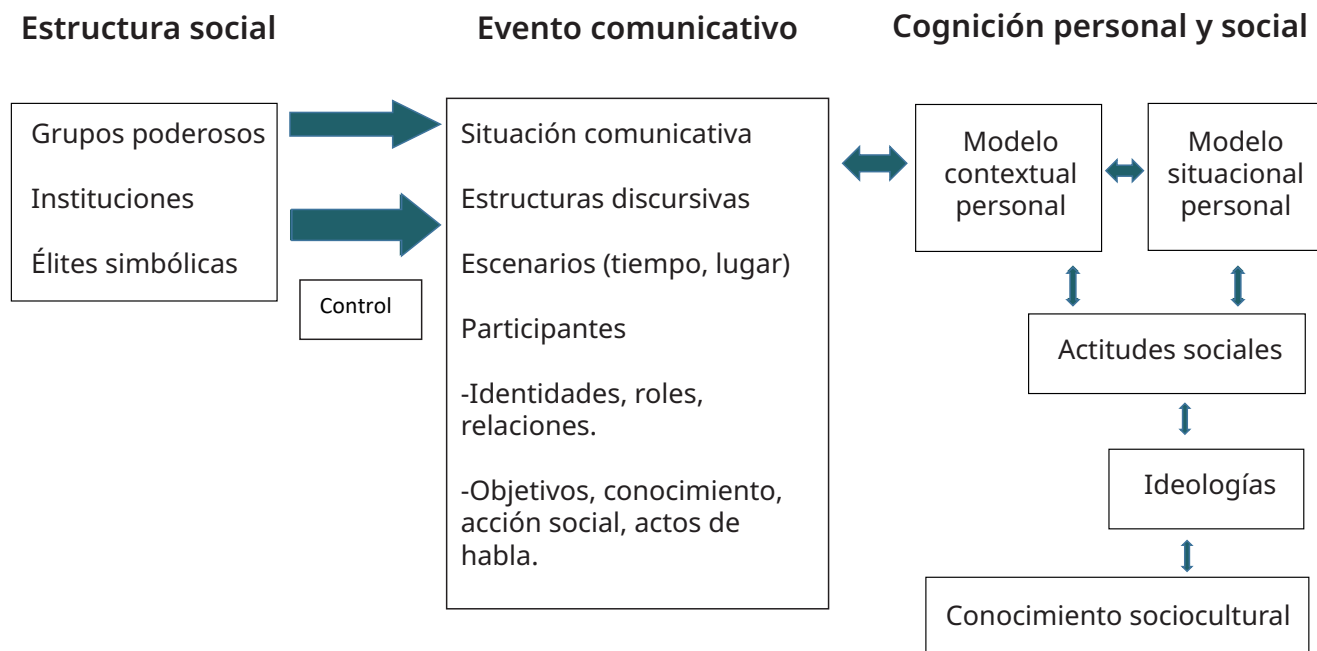 Estructura social
Evento comunicativo
Cognición personal y social
Grupos poderosos
Instituciones
Élites simbólicas
Control
Situación comunicativa
Estructuras discursivas
Escenarios (tiempo, lugar)
Participantes
-Identidades, roles,
relaciones.
-Objetivos, conocimiento,
acción social, actos de
habla.
Modelo
contextual
personal
Modelo
situacional
personal
Actitudes sociales
Ideologías
Conocimiento sociocultural